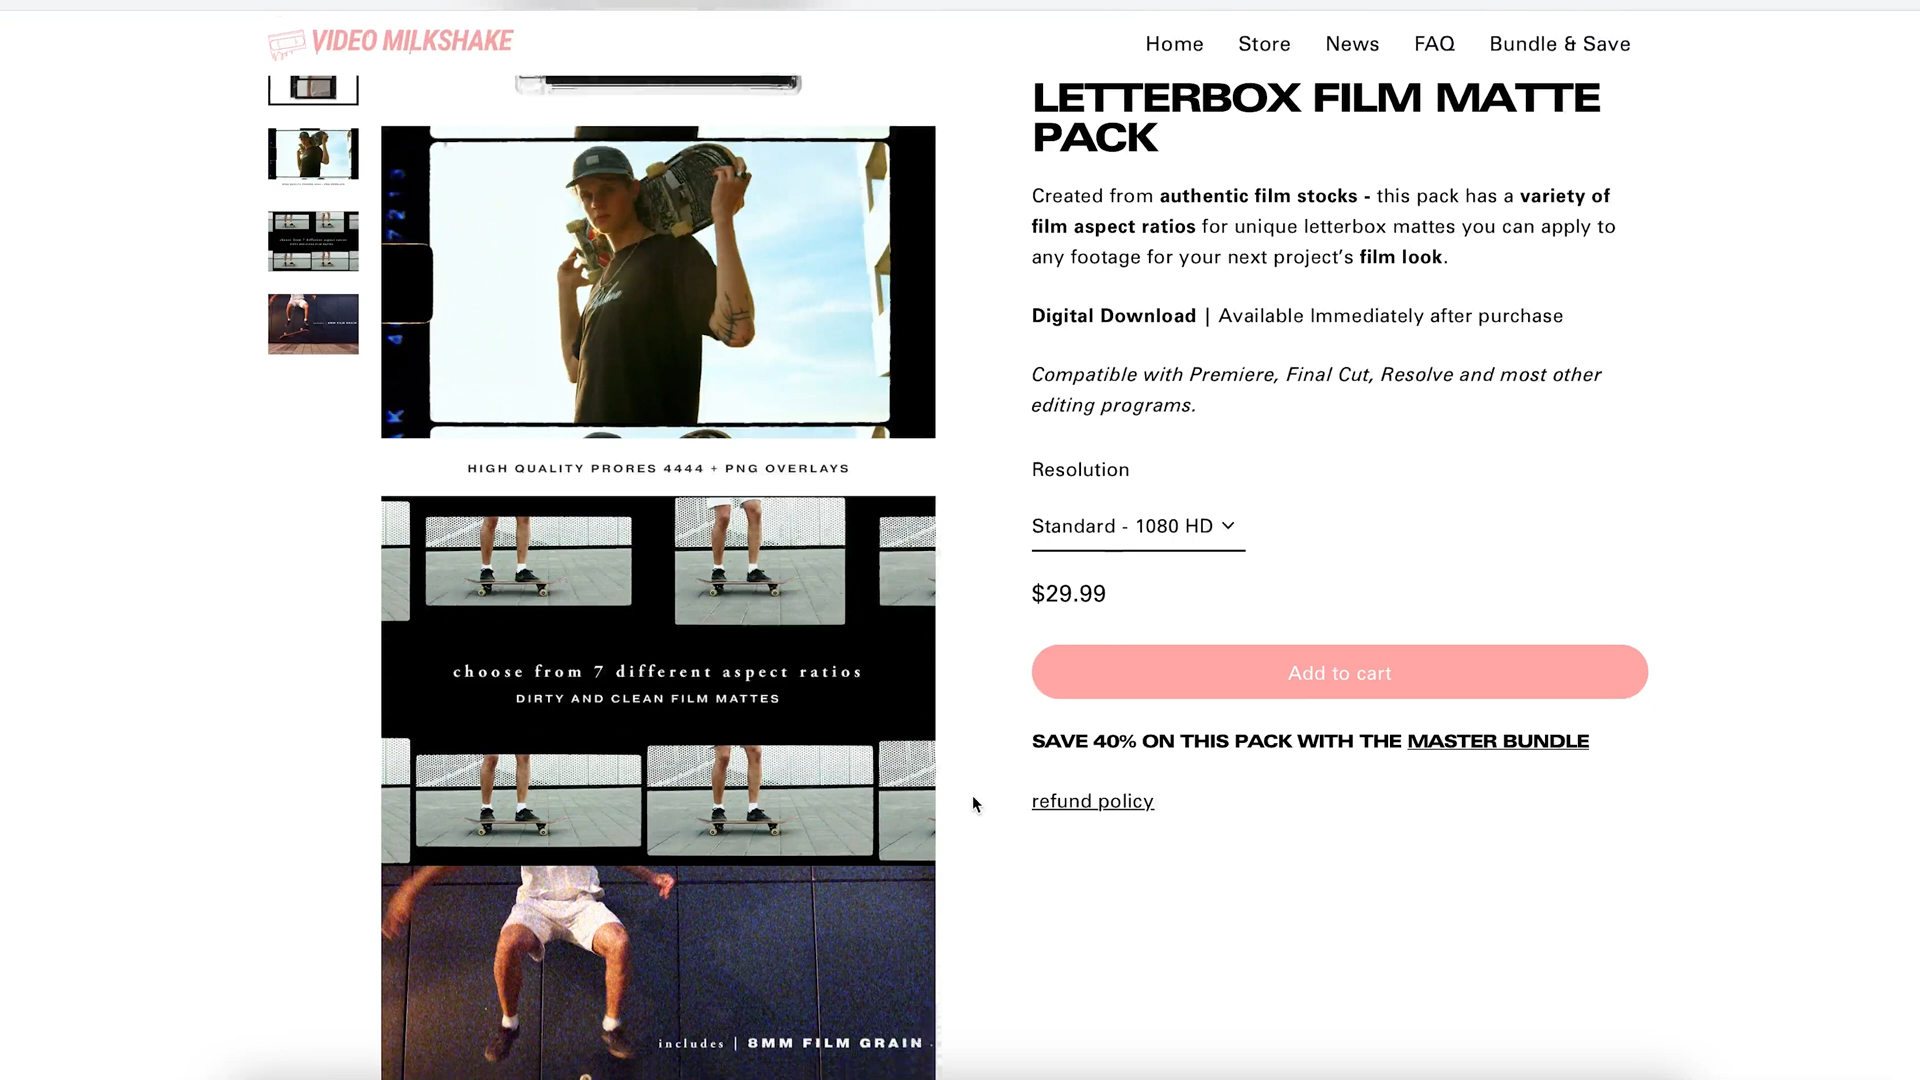 VIDEO MILKSHAKE
Home Store News FAQ Bundle & Save
LETTERBOX FILM MATTE
PACK
Created from authentic film stocks - this pack has a variety of
film aspect ratios for unique letterbox mattes you can apply to
any footage for your next project’s film look.
Digital Download | Available Immediately after purchase
Compatible with Premiere, Final Cut, Resolve and most other
editing programs.
Resolution
Standard - 1080 HD
$29.99
Add to cart
SAVE 40% ON THIS PACK WITH THE MASTER BUNDLE
refund policy
7213
HIGH QUALITY PRORES 4444 + PNG OVERLAYS
choose from 7 different aspect ratios
DIRTY AND CLEAN FILM MATTES
includes | 8MM FILM GRAIN